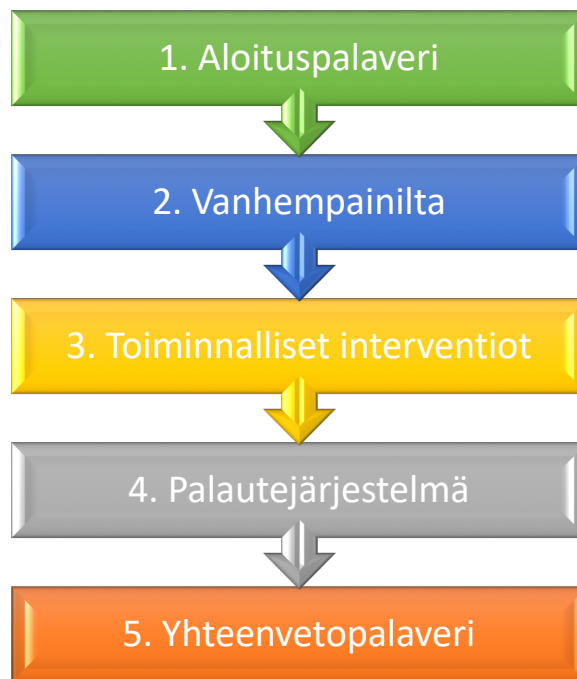 1. Aloituspalaveri
2. Vanhempainilta
3. Toiminnalliset interventiot
4. Palautejärjestelmä
5. Yhteenvetopalaveri